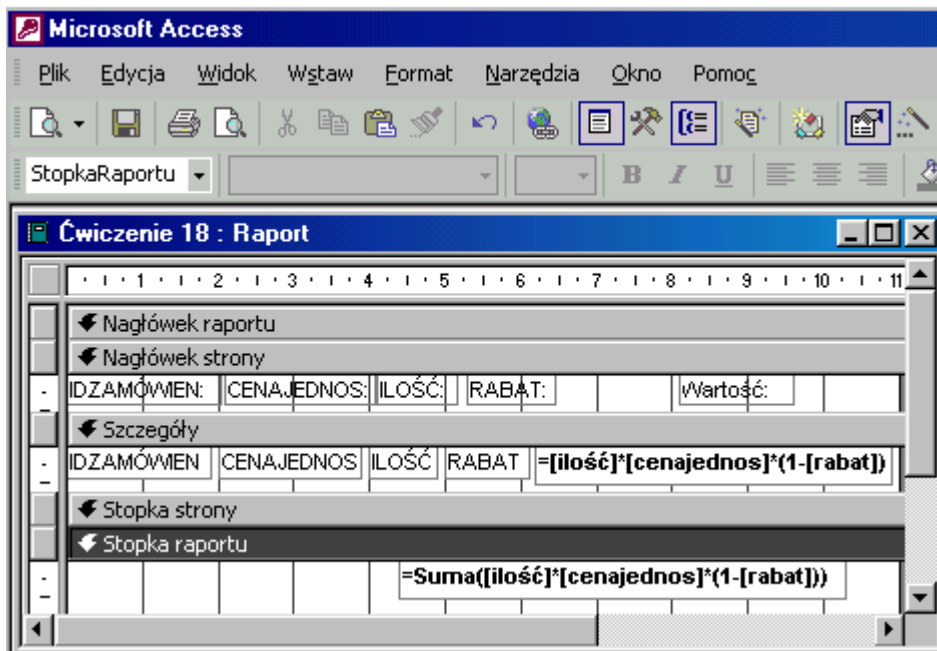 Microsoft Access
Plik Edycja Widok Wstaw Format Narzędzia Okno Pomoc
StopkaRaportu B I U
Ćwiczenie 18 : Raport
1 2 3 4 5 6 7 8 9 10 11
Nagłówek raportu
Nagłówek strony
IDZAMÓWIEN: CENAJEDNOS: ILOŚĆ: RABAT: Wartość:
Szczegóły
IDZAMÓWIEN CENAJEDNOS ILOŚĆ RABAT =[ilość]*[cenajednos]*(1-[rabat])
Stopka strony
Stopka raportu
=Suma([ilość]*[cenajednos]*(1-[rabat]))